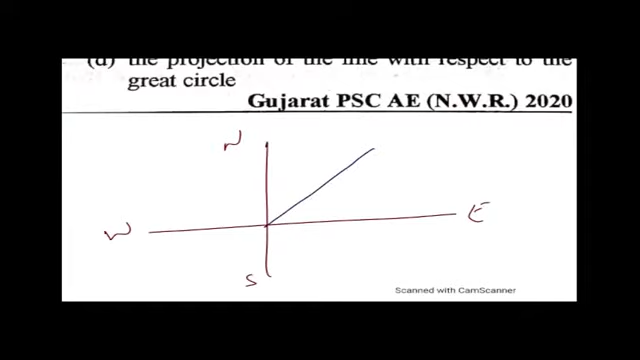 (d) the projection of the line with respect to the
great circle
Gujarat PSC AE (N.W.R.) 2020
N
W
E
S
Scanned with CamScanner